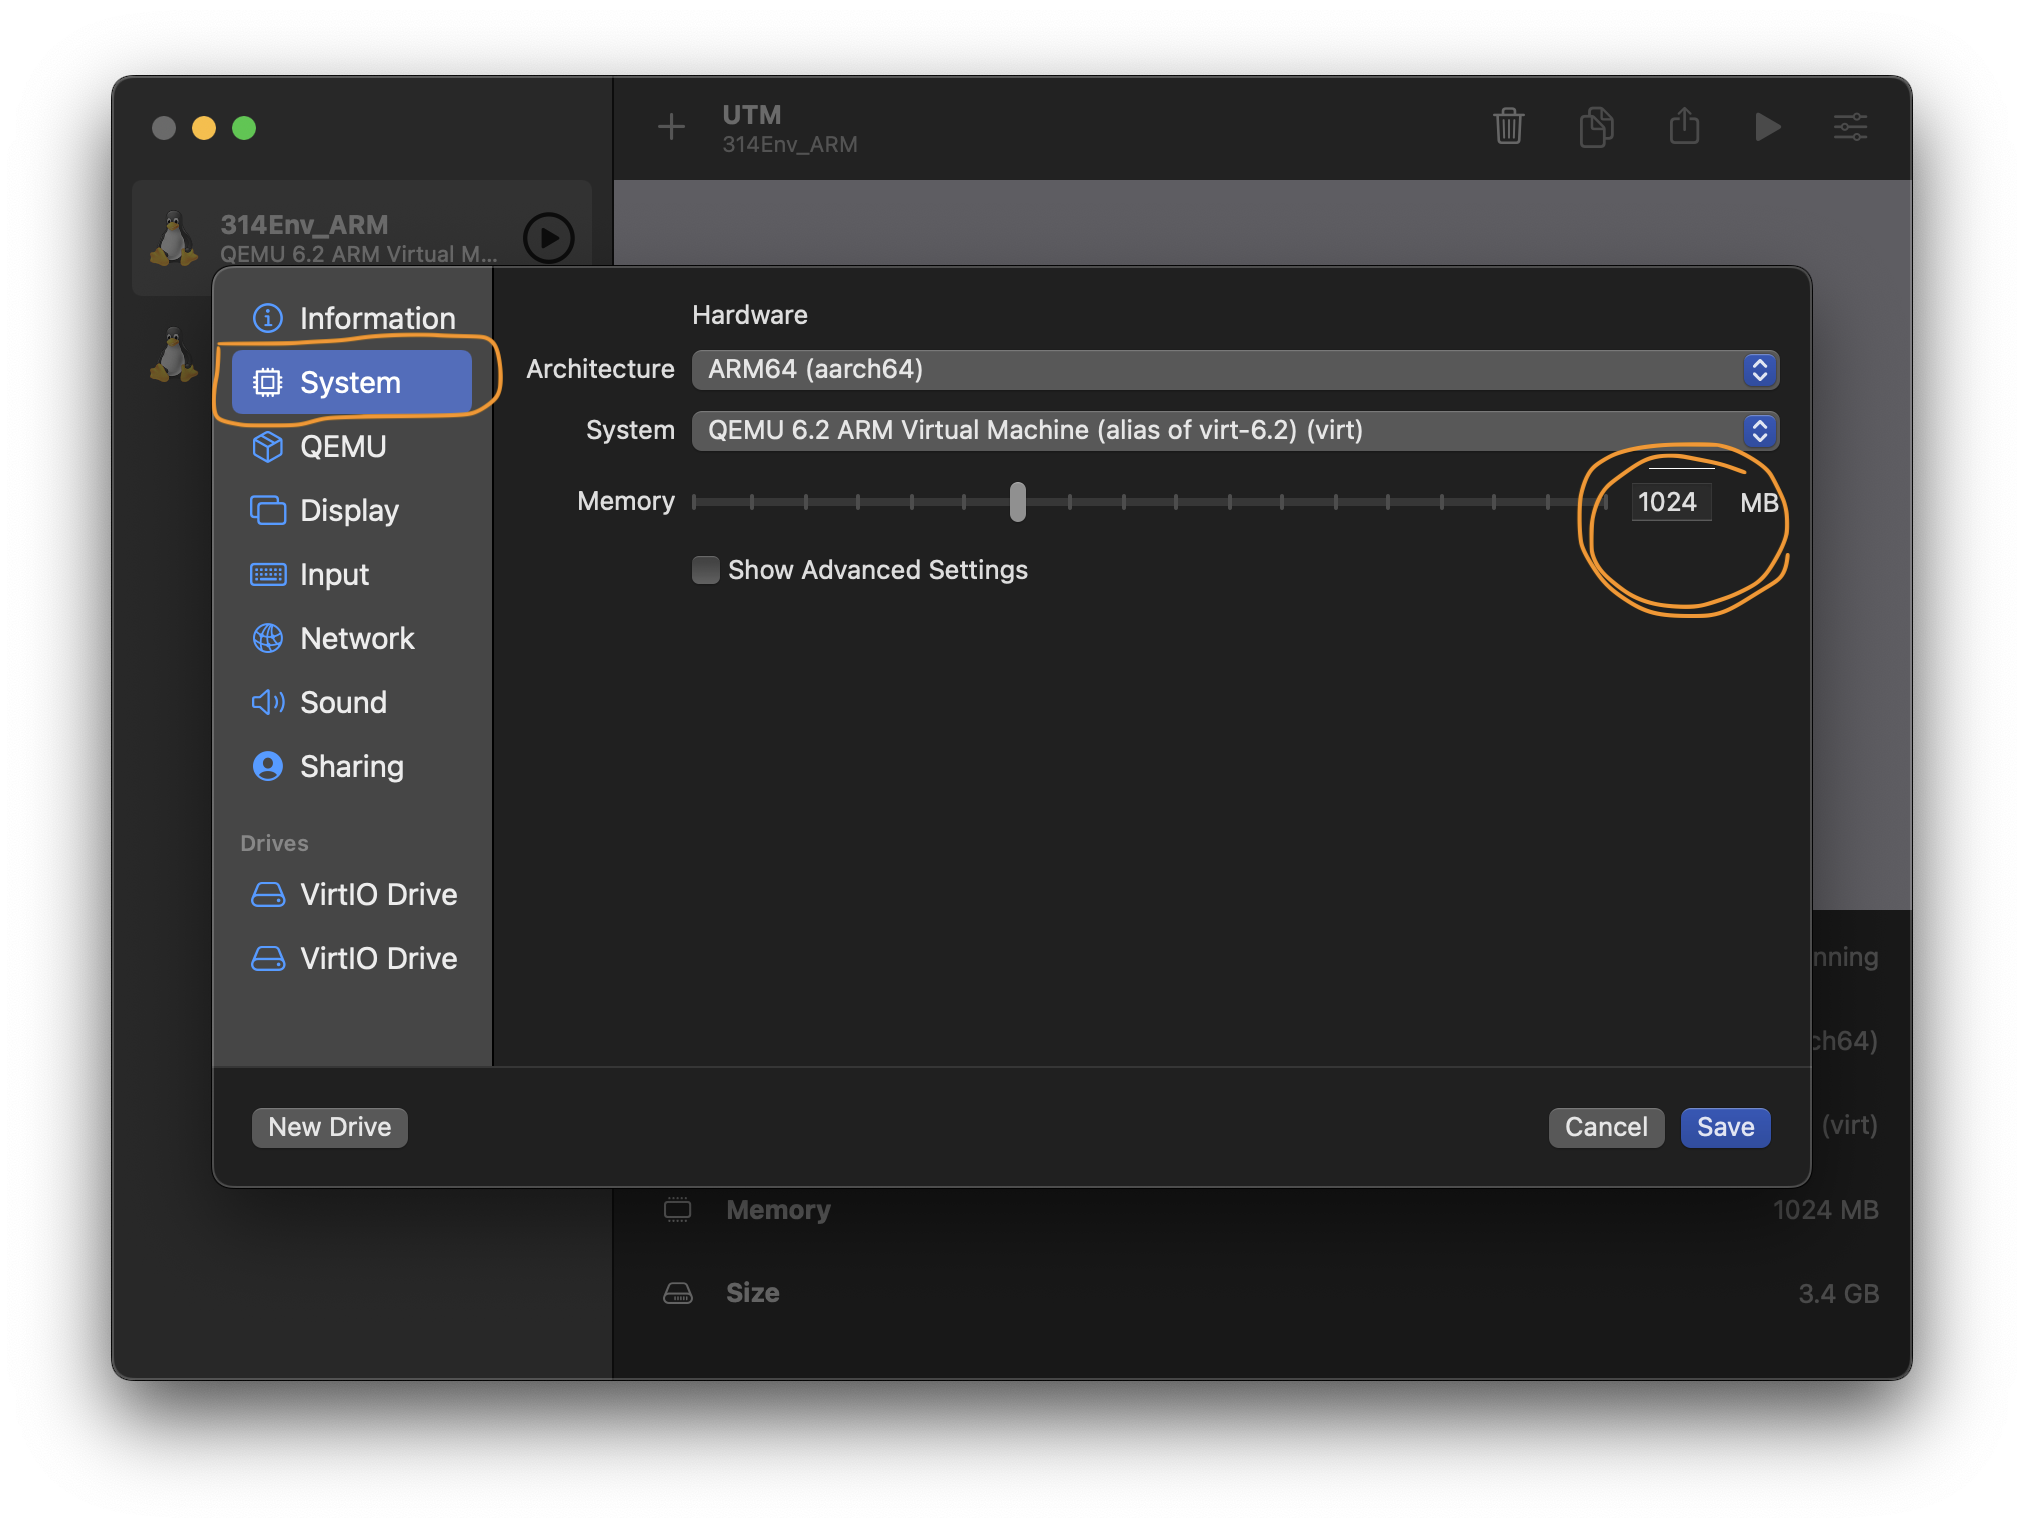 UTM
314Env_ARM
314Env_ARM
QEMU 6.2 ARM Virtual M...
Information
System
QEMU
Display
Input
Network
Sound
Sharing
Drives
VirtIO Drive
VirtIO Drive
Hardware
Architecture ARM64 (aarch64)
System QEMU 6.2 ARM Virtual Machine (alias of virt-6.2) (virt)
Memory 1024 MB
Show Advanced Settings
New Drive Cancel Save
nning
ch64)
(virt)
Memory 1024 MB
Size 3.4 GB